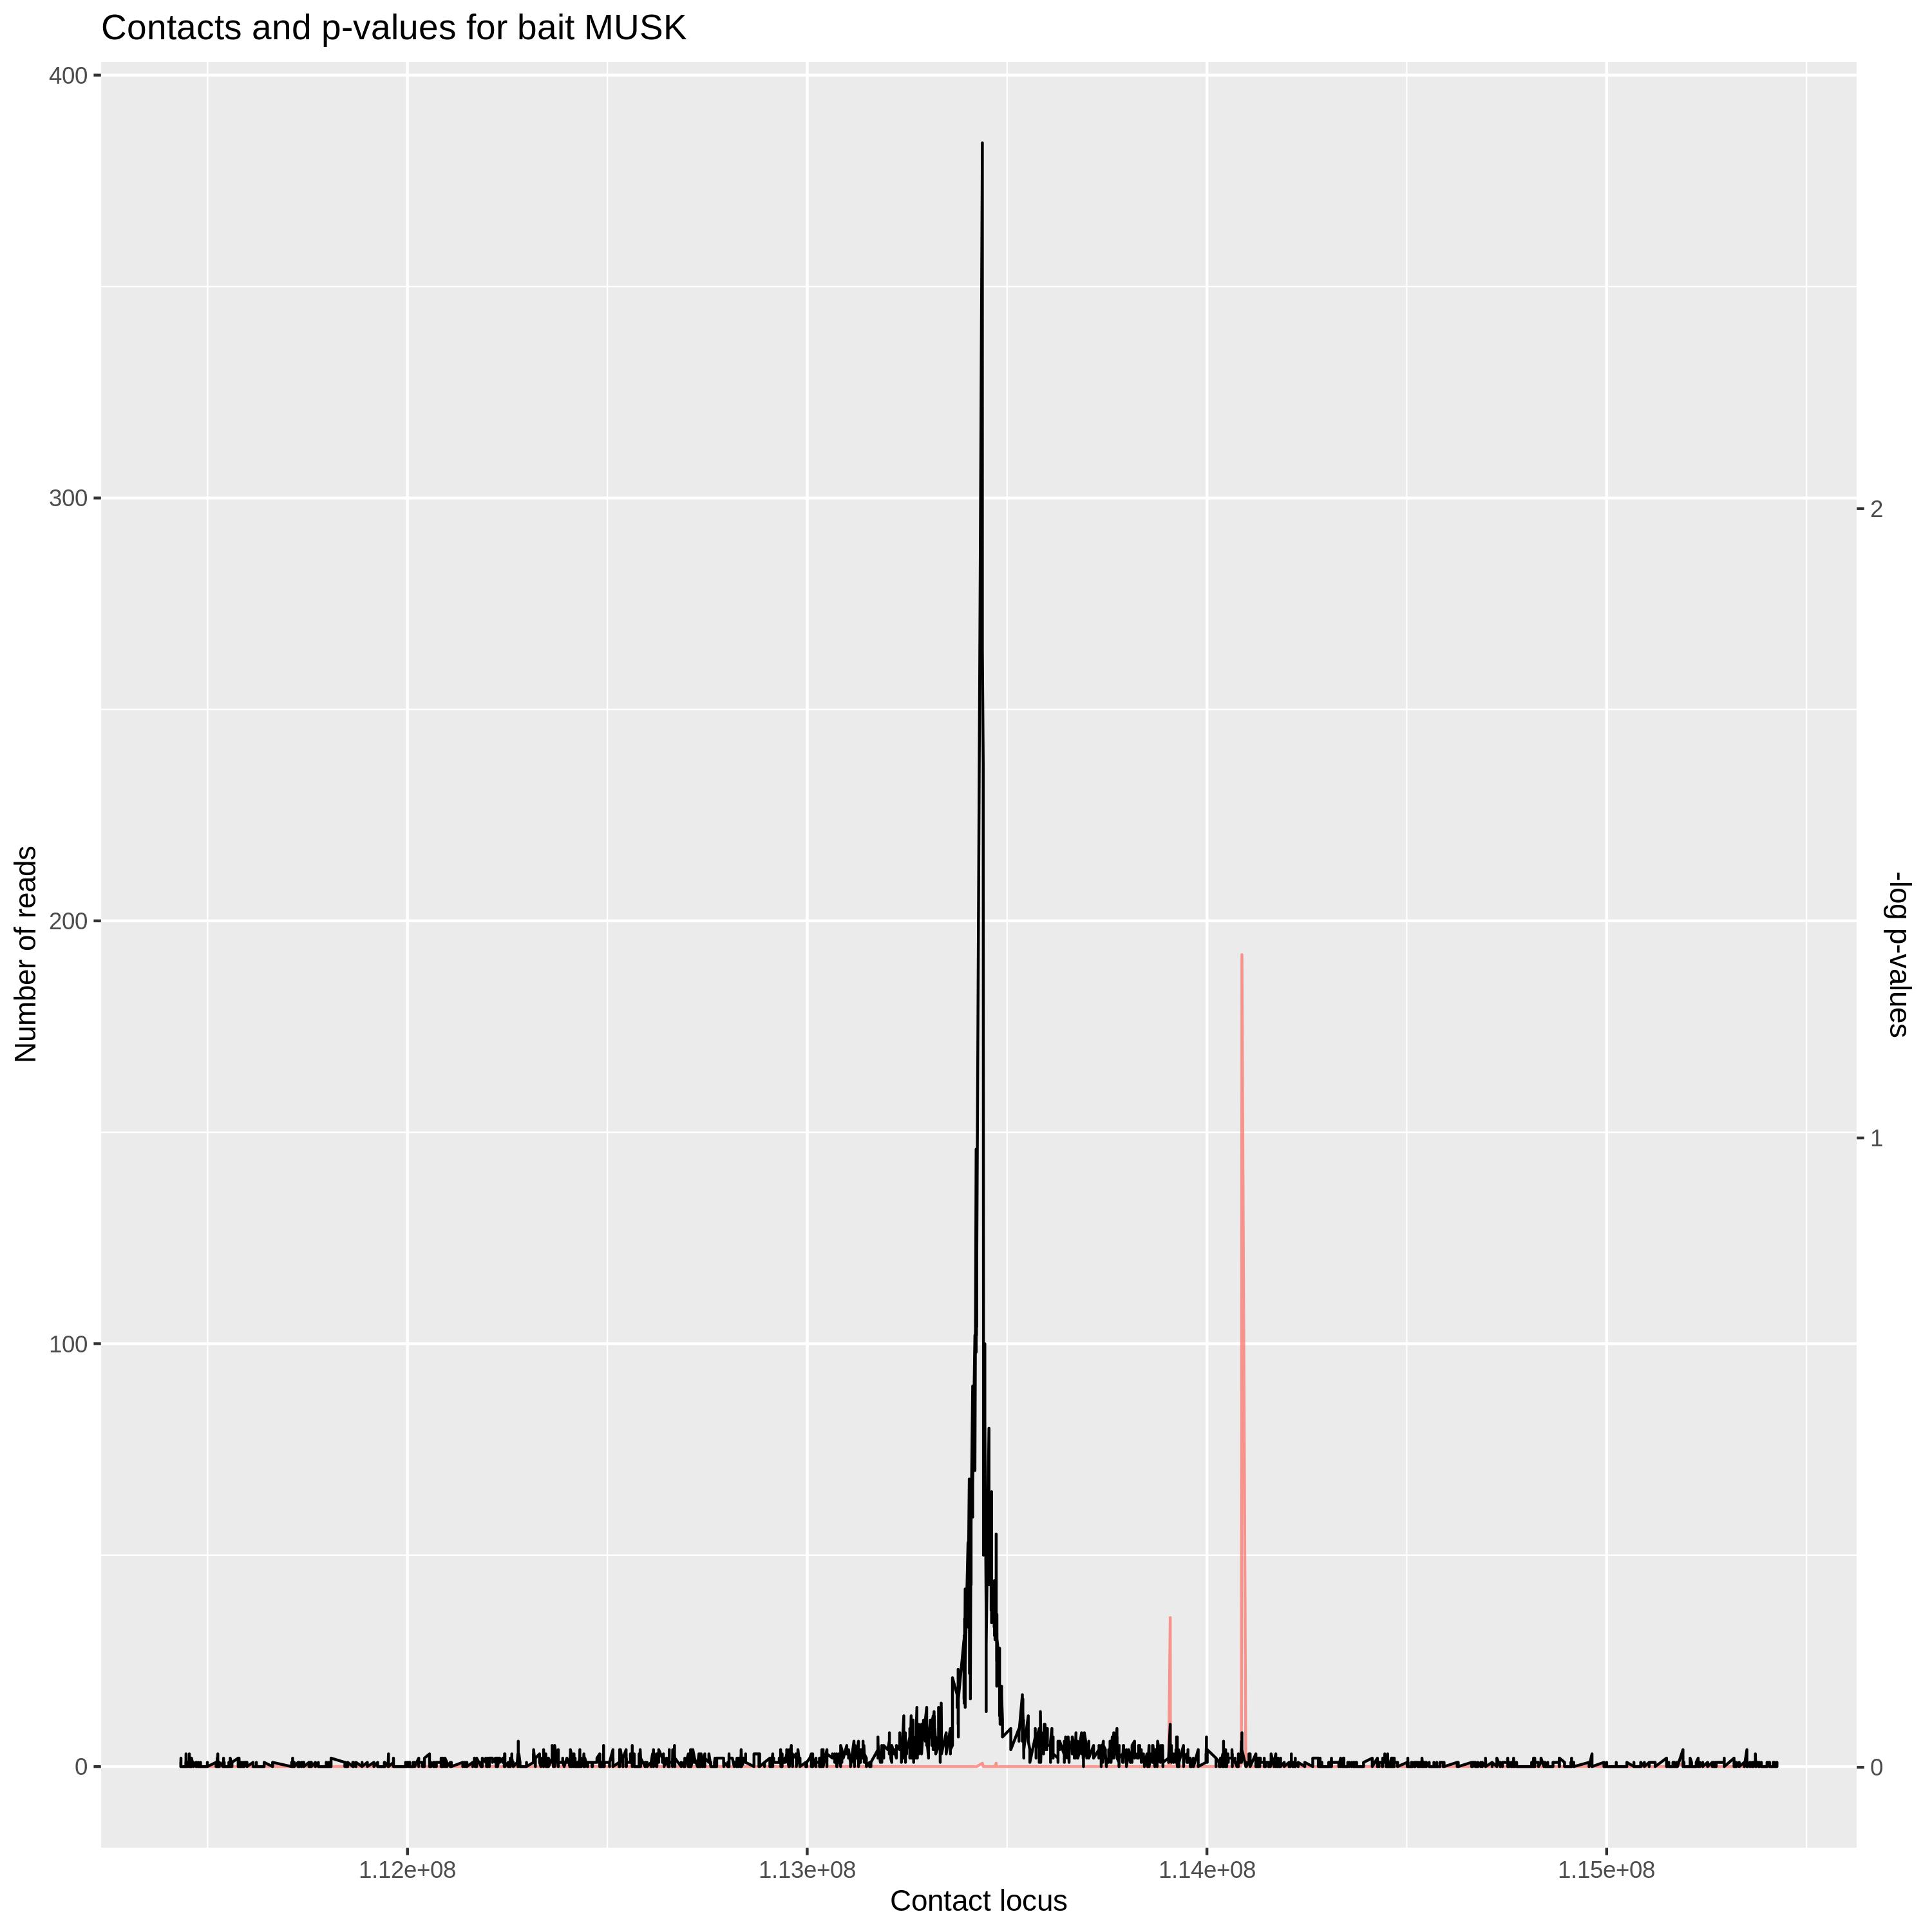 Contacts and p-values for bait MUSK
400
300
200
100
0
Number of reads
2
1
0
-log p-values
1.12e+08
1.13e+08
1.14e+08
1.15e+08
Contact locus